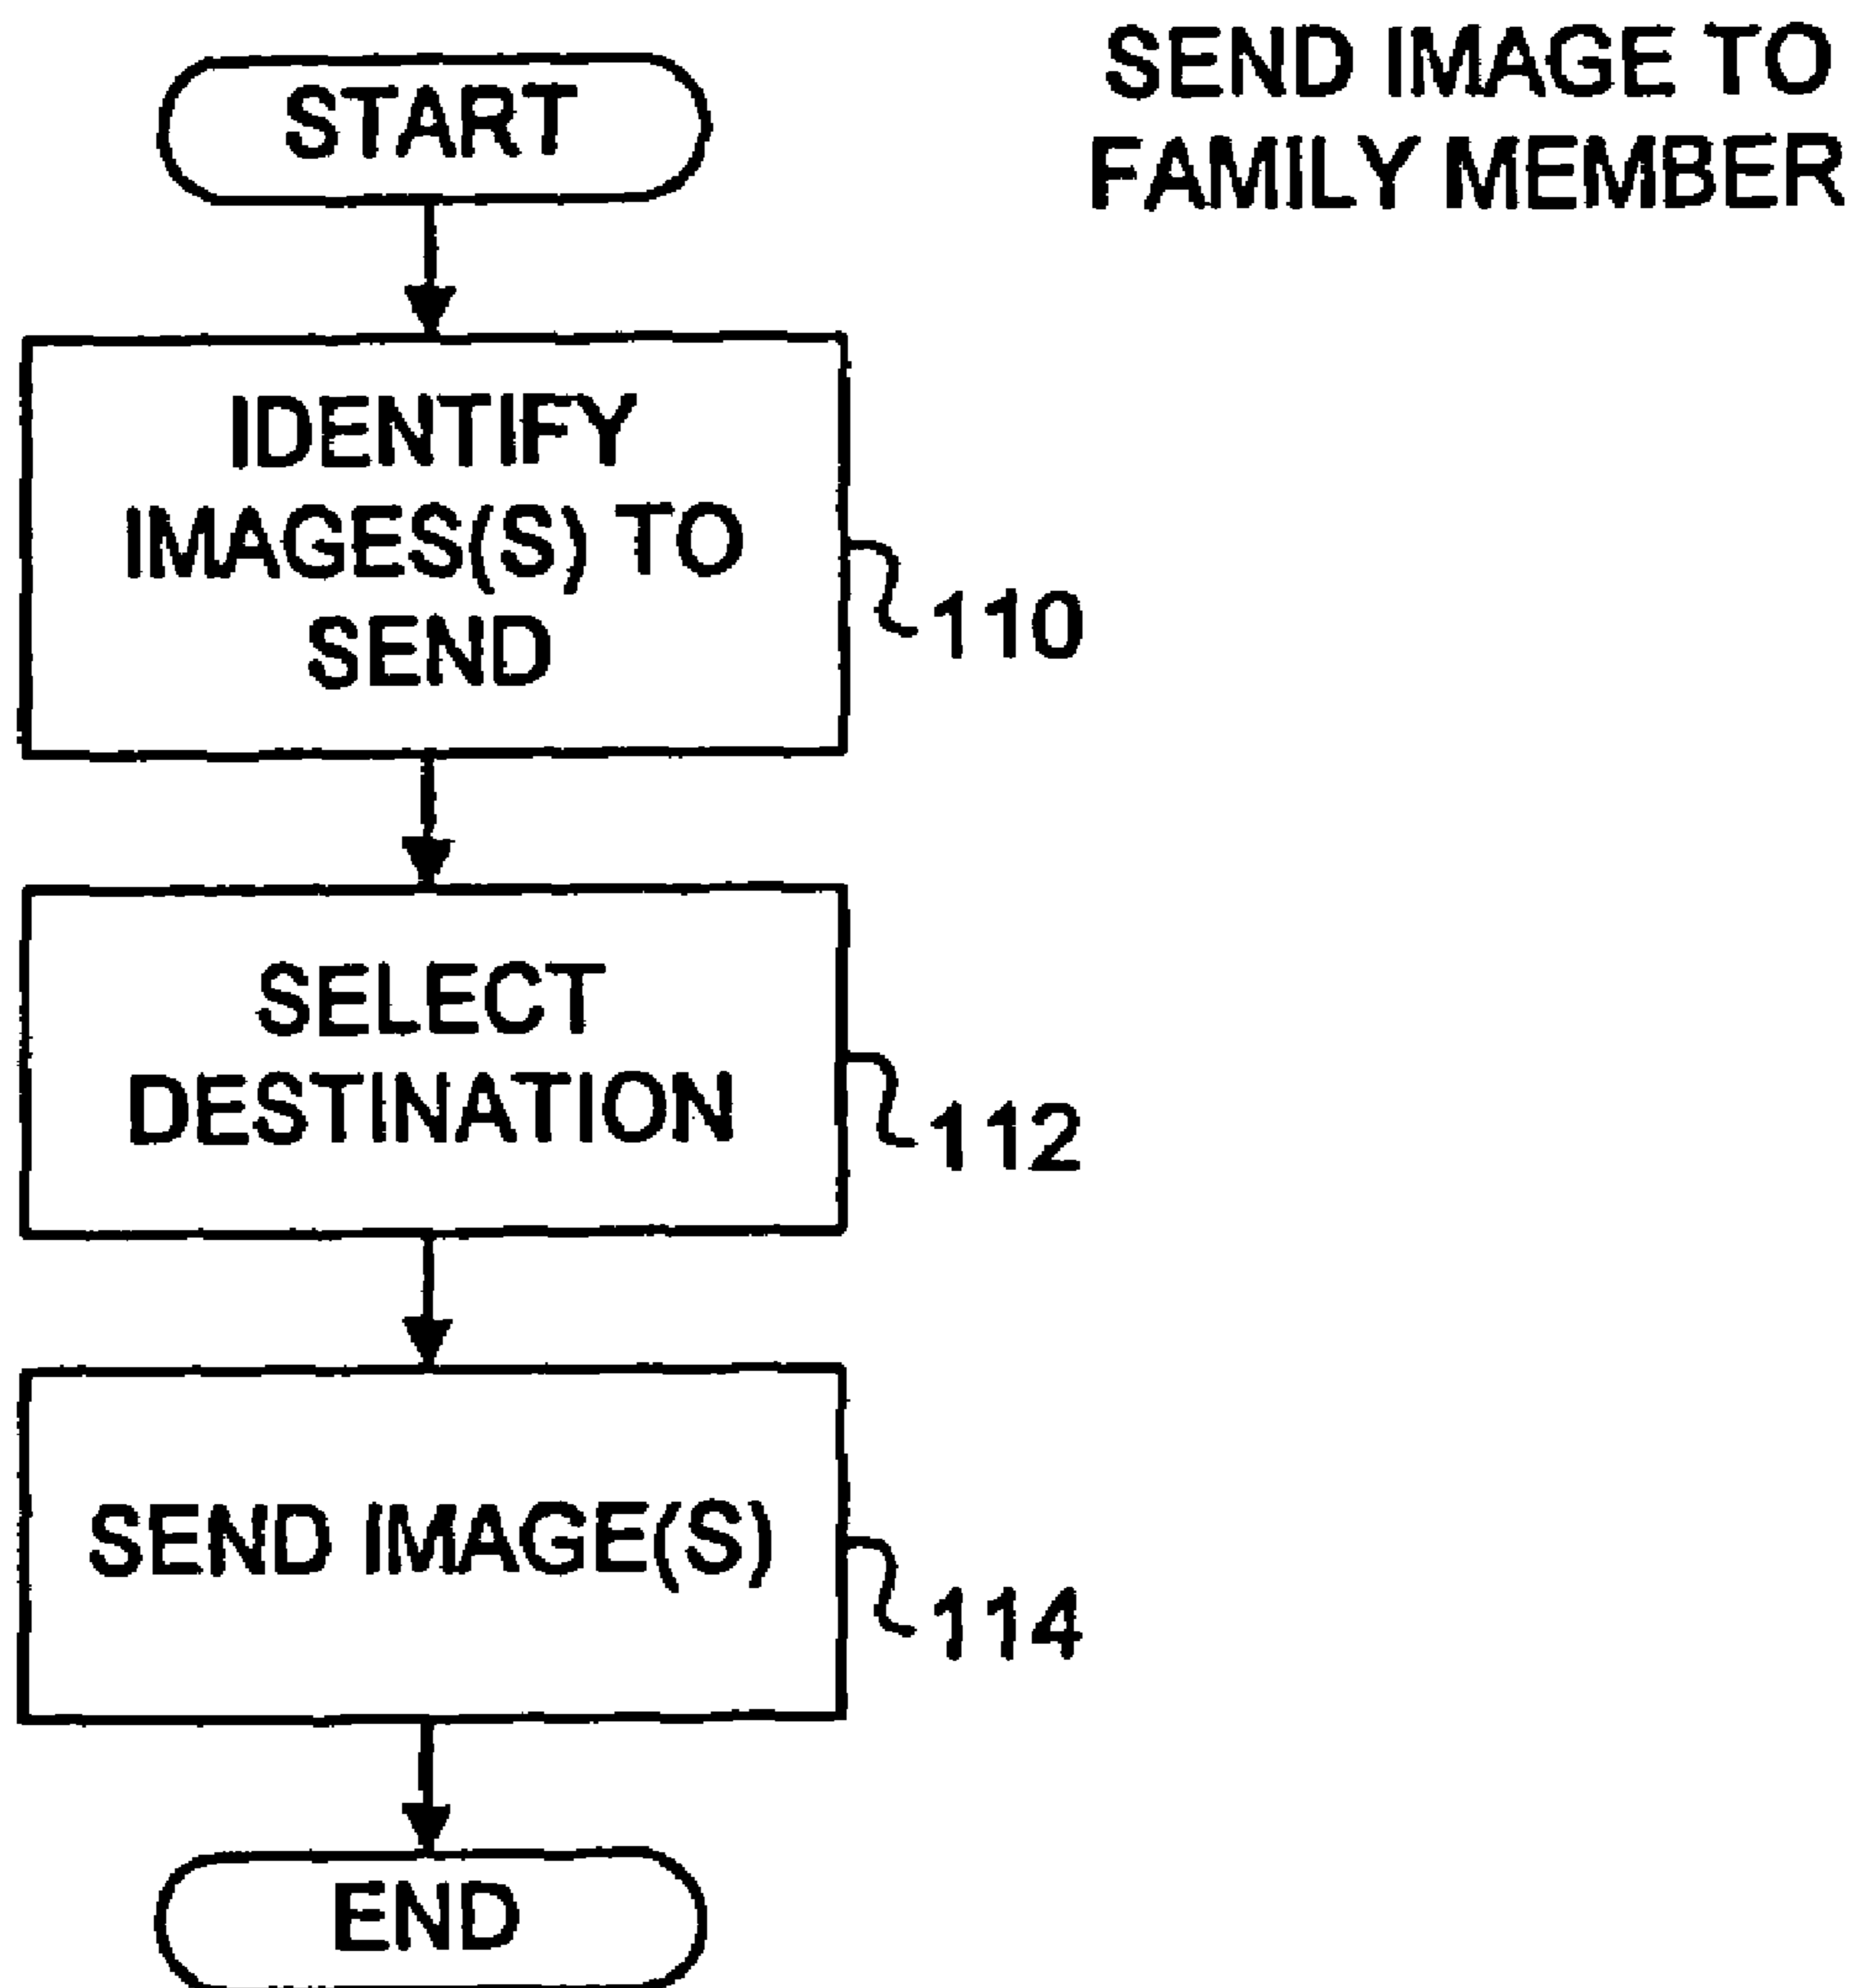 SEND IMAGE TO
FAMILY MEMBER
START
IDENTIFY
IMAGES(S) TO
SEND
110
SELECT
DESTINATION
112
SEND IMAGE(S)
114
END